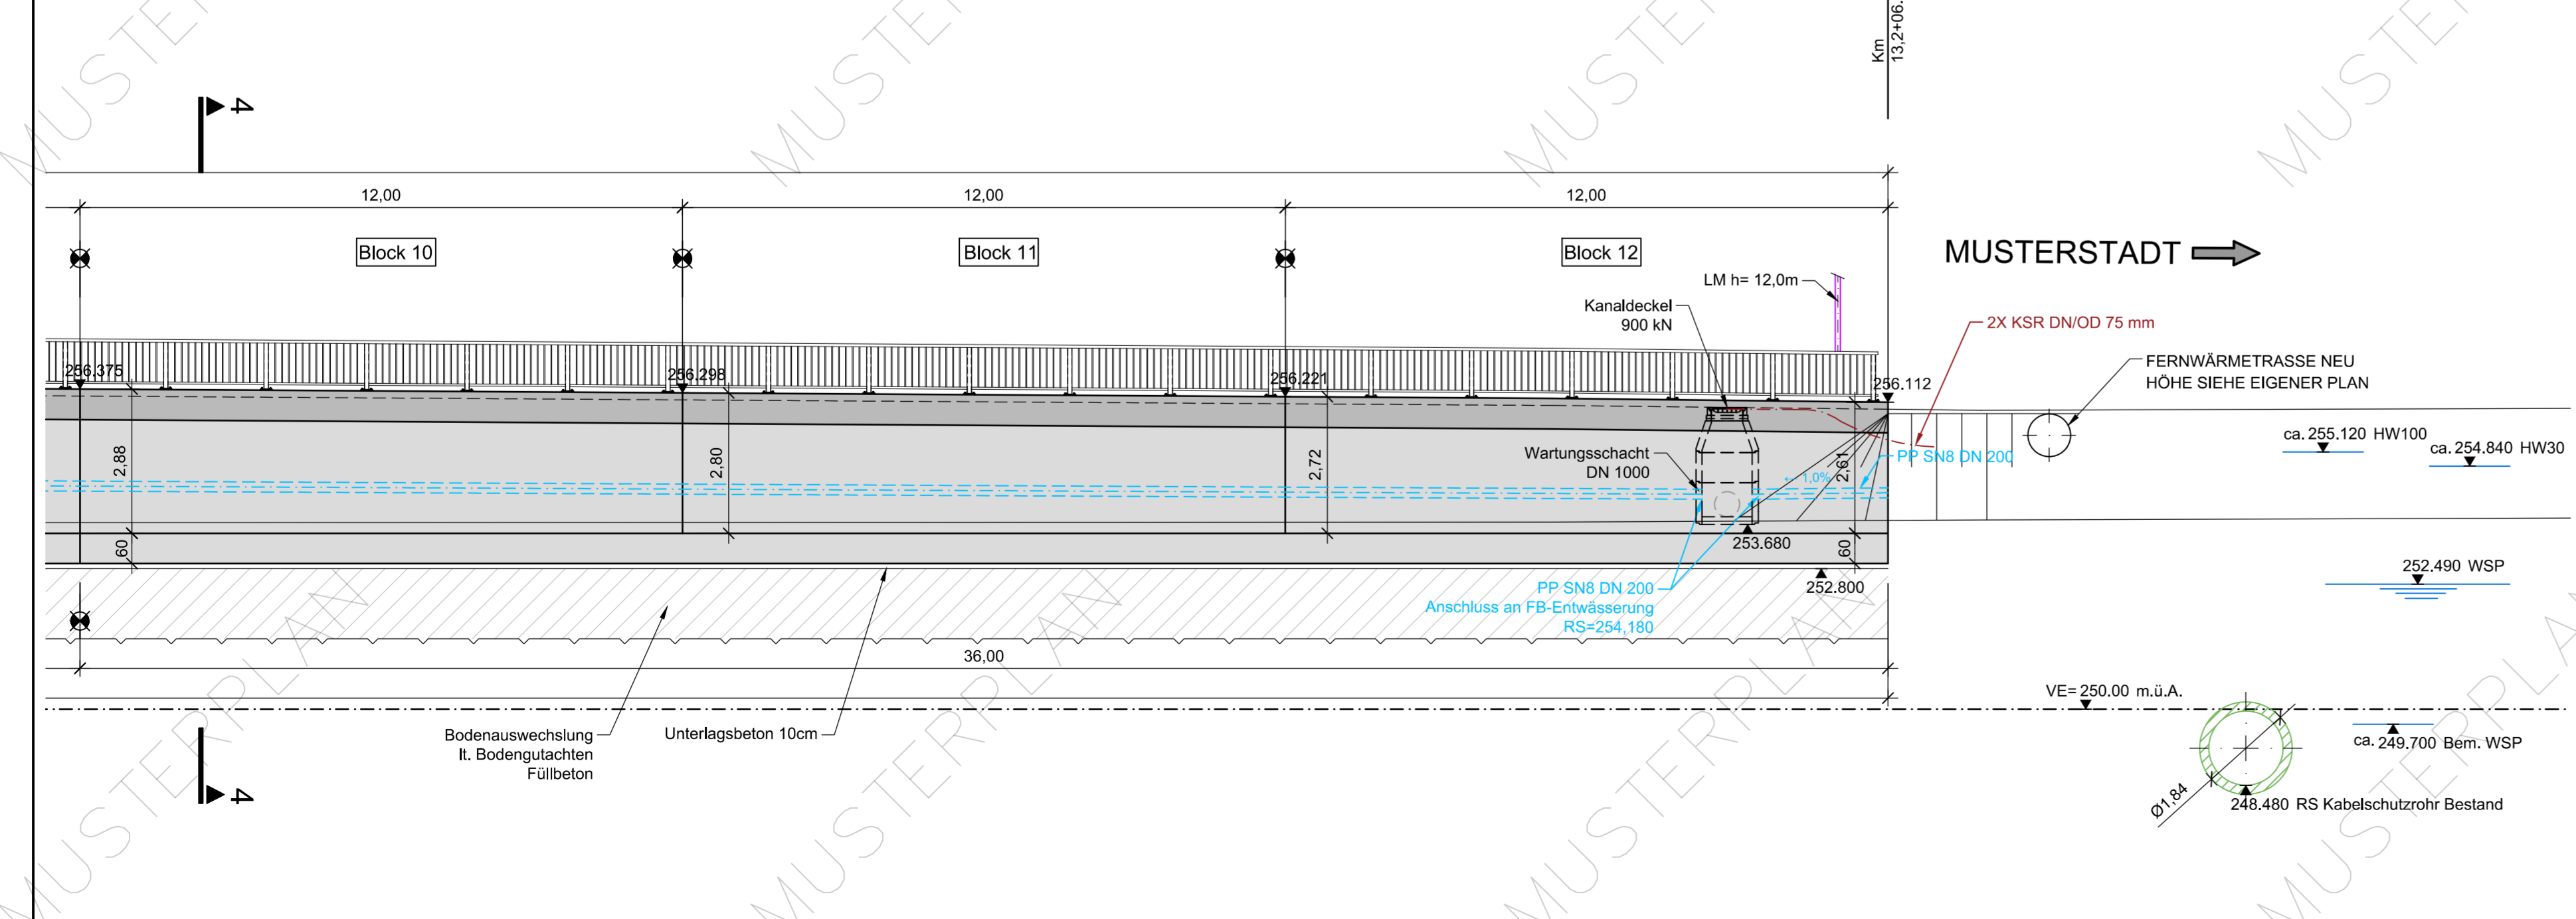 Km
13,2+06.
4
12,00
12,00
12,00
Block 10
Block 11
Block 12
MUSTERSTADT
LM h= 12,0m
Kanaldeckel
900 kN
2X KSR DN/OD 75 mm
FERNWÄRMETRASSE NEU
HÖHE SIEHE EIGENER PLAN
256.375
256.298
256.221
256.112
ca. 255.120 HW100
ca. 254.840 HW30
2,88
2,80
2,72
2,61
Wartungsschacht
DN 1000
PP SN8 DN 200
1,0%
60
60
253.680
252.800
252.490 WSP
PP SN8 DN 200
Anschluss an FB-Entwässerung
RS=254,180
36,00
VE= 250.00 m.ü.A.
Bodenauswechslung
lt. Bodengutachten
Füllbeton
Unterlagsbeton 10cm
ca. 249.700 Bem. WSP
Ø1,84
248.480 RS Kabelschutzrohr Bestand
4
MUSTERPLAN
MUSTERPLAN
MUSTERPLAN
MUSTERPLAN